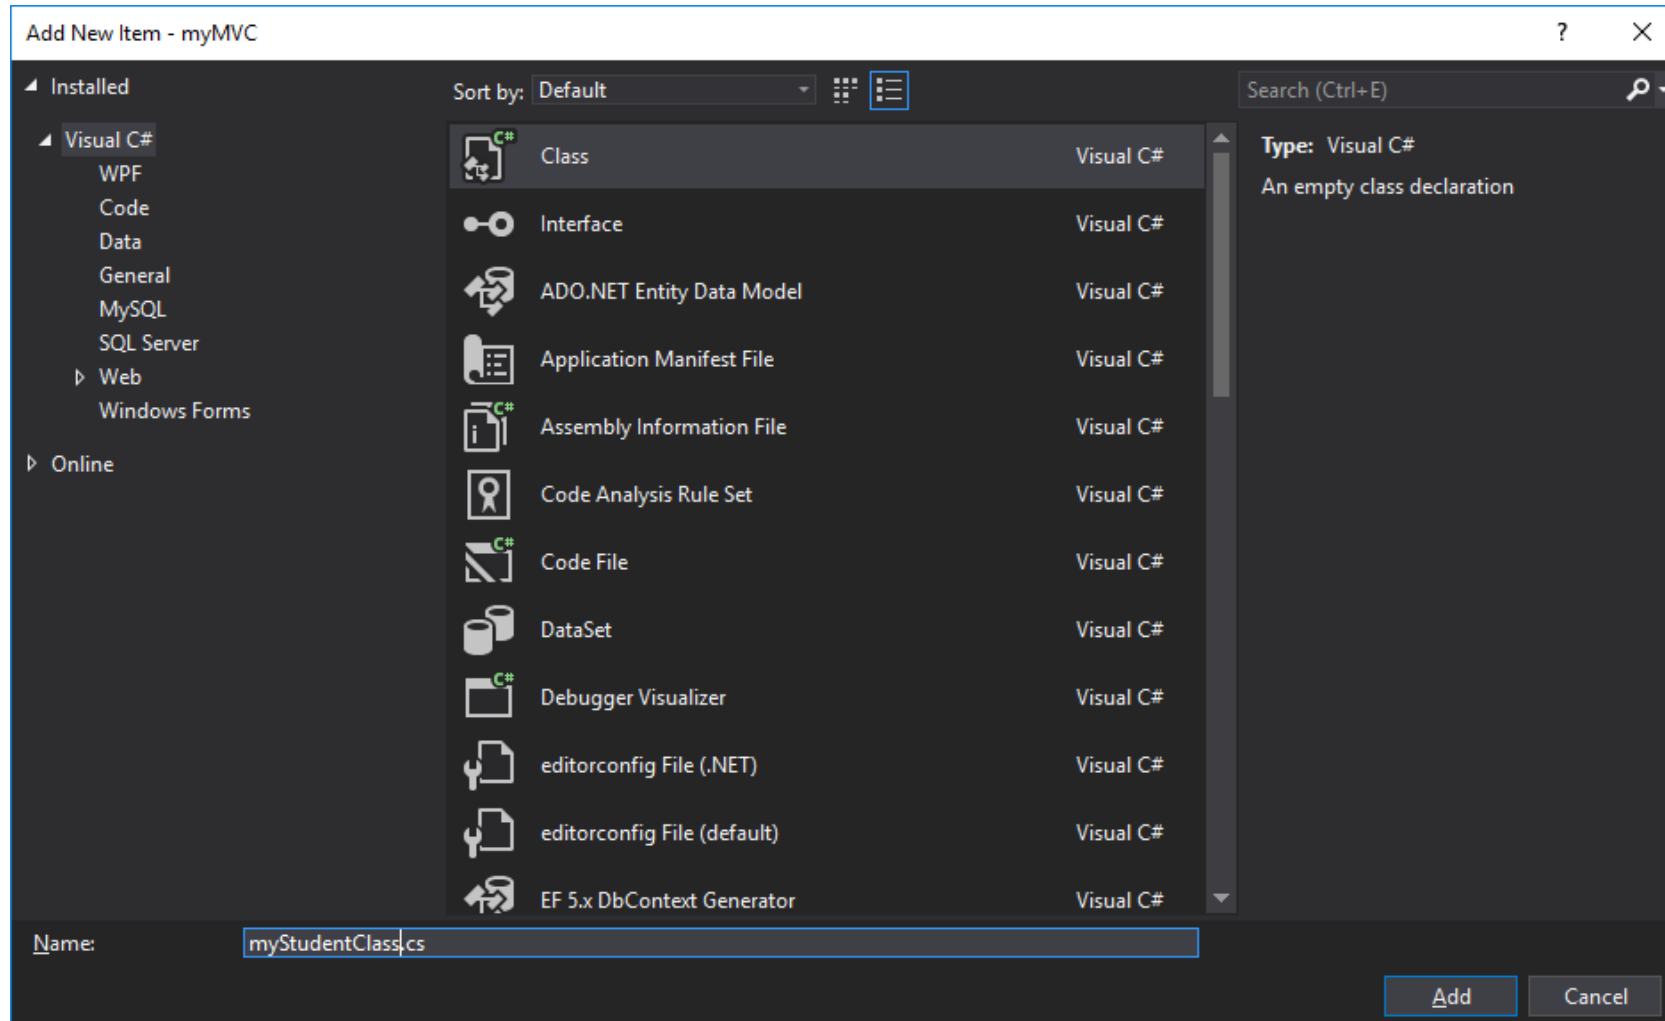 Add New Item - myMVC
?
Installed
Sort by: Default
Search (Ctrl+E)
Visual C#
WPF
Code
Data
General
MySQL
SQL Server
Web
Windows Forms
Online
C#
Class Visual C#
Interface Visual C#
ADO.NET Entity Data Model Visual C#
Application Manifest File Visual C#
C#
Assembly Information File Visual C#
Code Analysis Rule Set Visual C#
C#
Code File Visual C#
DataSet Visual C#
C#
Debugger Visualizer Visual C#
editorconfig File (.NET) Visual C#
editorconfig File (default) Visual C#
EF 5.x DbContext Generator Visual C#
Type: Visual C#
An empty class declaration
Name: myStudentClass.cs
Add Cancel